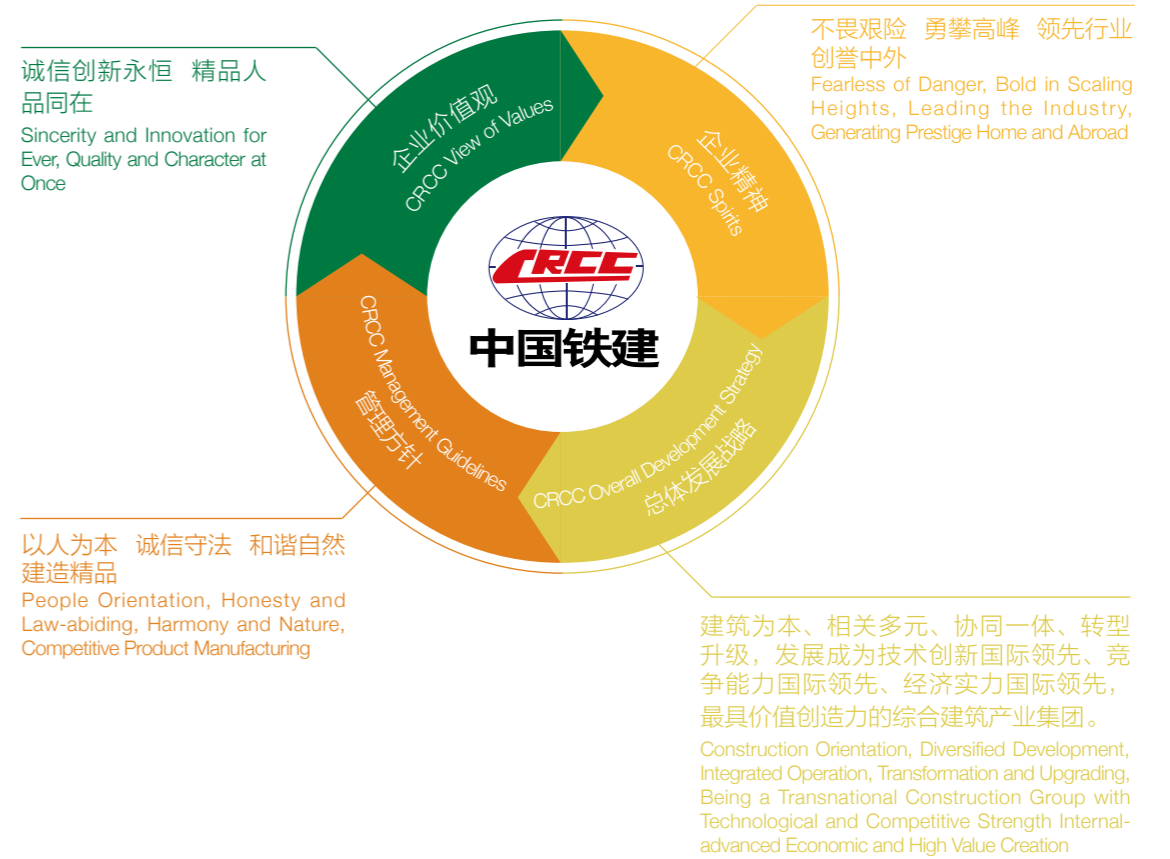 诚信创新永恒 精品人
品同在
Sincerity and Innovation for
Ever, Quality and Character at
Once
不畏艰险 勇攀高峰 领先行业
创誉中外
Fearless of Danger, Bold in Scaling
Heights, Leading the Industry,
Generating Prestige Home and Abroad
企业价值观
CRCC View of Values
企业精神
CRCC Spirits
CRCC
中国铁建
CRCC Management Guidelines
管理方针
CRCC Overall Development Strategy
总体发展战略
以人为本 诚信守法 和谐自然
建造精品
People Orientation, Honesty and
Law-abiding, Harmony and Nature,
Competitive Product Manufacturing
建筑为本、相关多元、协同一体、转型
升级，发展成为技术创新国际领先、竞
争能力国际领先、经济实力国际领先，
最具价值创造力的综合建筑产业集团。
Construction Orientation, Diversified Development,
Integrated Operation, Transformation and Upgrading,
Being a Transnational Construction Group with
Technological and Competitive Strength Internal-
advanced Economic and High Value Creation